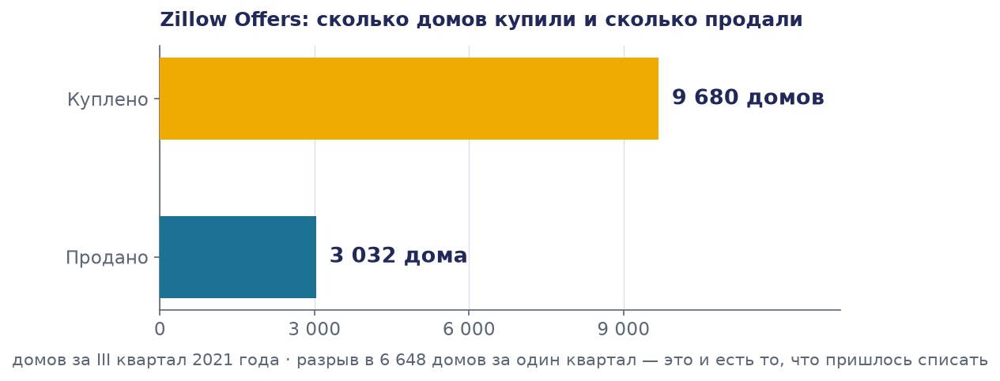 Zillow Offers: сколько домов купили и сколько продали
Куплено
9 680 домов
Продано
3 032 дома
0
3 000
6 000
9 000
домов за III квартал 2021 года · разрыв в 6 648 домов за один квартал — это и есть то, что пришлось списать